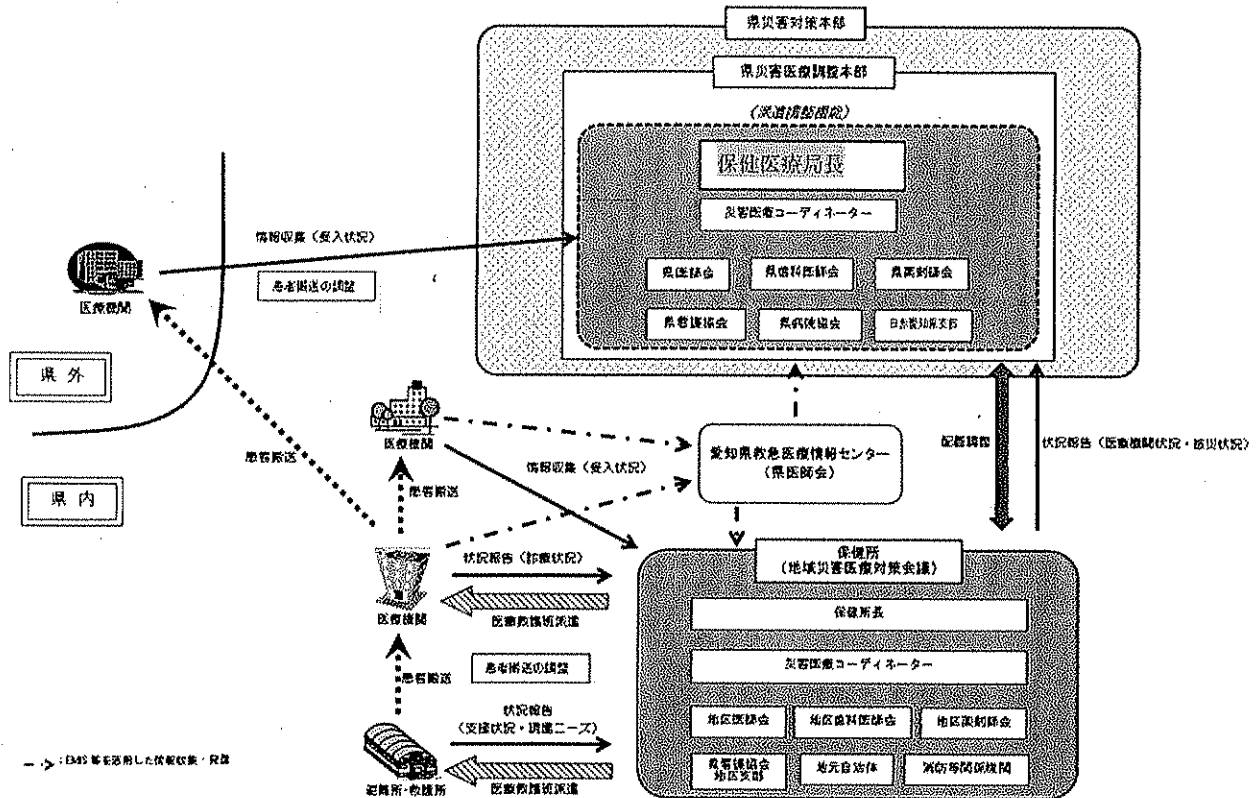 県災害対策本部
県災害医療調整本部
(派遣調整機能)
保健医療局長
災害医療コーディネーター
県医師会
県歯科医師会
県薬剤師会
県看護協会
県病院協会
日赤愛知県支部
情報収集(受入状況)
患者搬送の調整
医療機関
県 外
県 内
患者搬送
医療機関
患者搬送
情報収集(受入状況)
愛知県救急医療情報センター
(県医師会)
配置調整
状況報告(医療機関状況・被災状況)
医療機関
状況報告(診療状況)
医療救護班派遣
患者搬送の調整
患者搬送
状況報告
(支援状況・調達ニーズ)
避難所・救護所
医療救護班派遣
保健所
(地域災害医療対策会議)
保健所長
災害医療コーディネーター
地区医師会
地区歯科医師会
地区薬剤師会
県看護協会
地区支部
地元自治体
消防等関係機関
:EMIS 等を活用した情報収集・発信